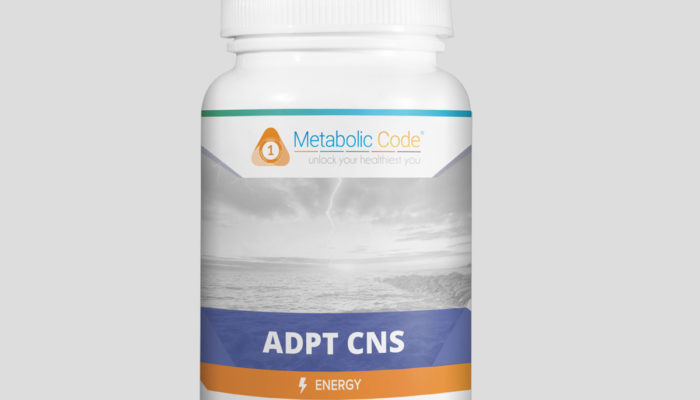 1
Metabolic Code®
unlock your healthiest you
ADPT CNS
ENERGY